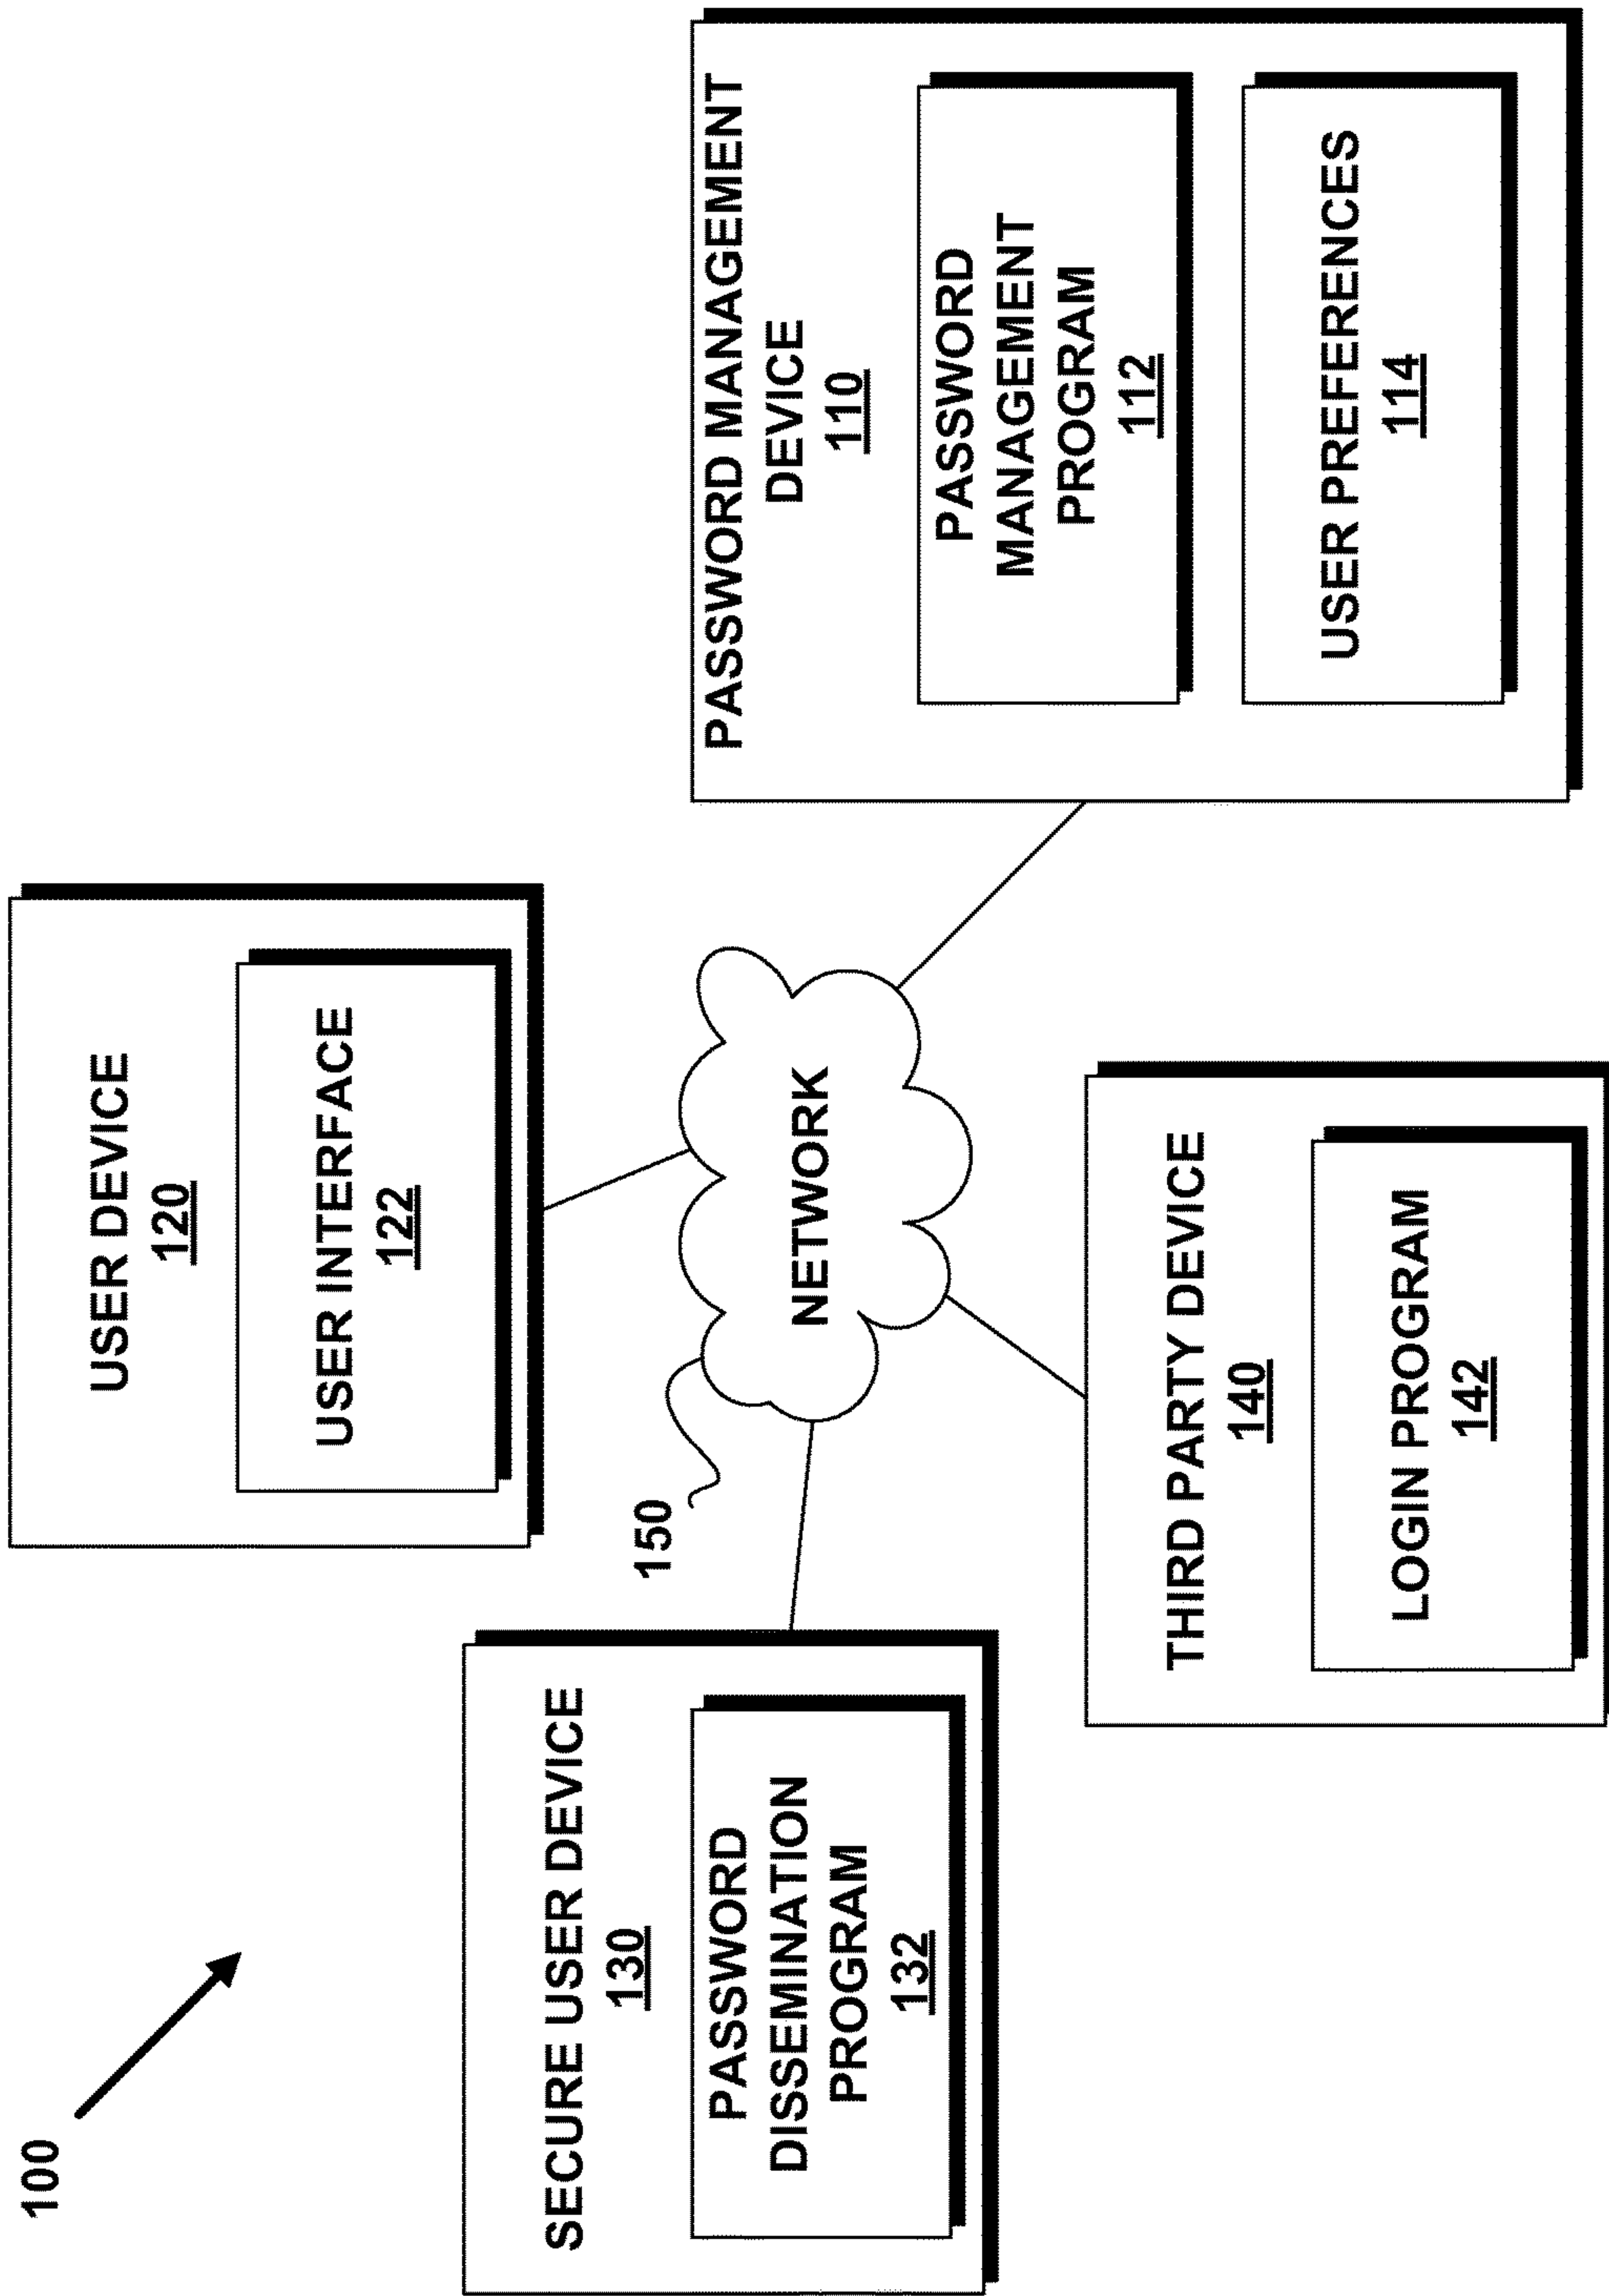 100
USER DEVICE
120
USER INTERFACE
122
SECURE USER DEVICE
130
PASSWORD
DISSEMINATION
PROGRAM
132
150
NETWORK
PASSWORD MANAGEMENT
DEVICE
110
PASSWORD
MANAGEMENT
PROGRAM
112
USER PREFERENCES
114
THIRD PARTY DEVICE
140
LOGIN PROGRAM
142